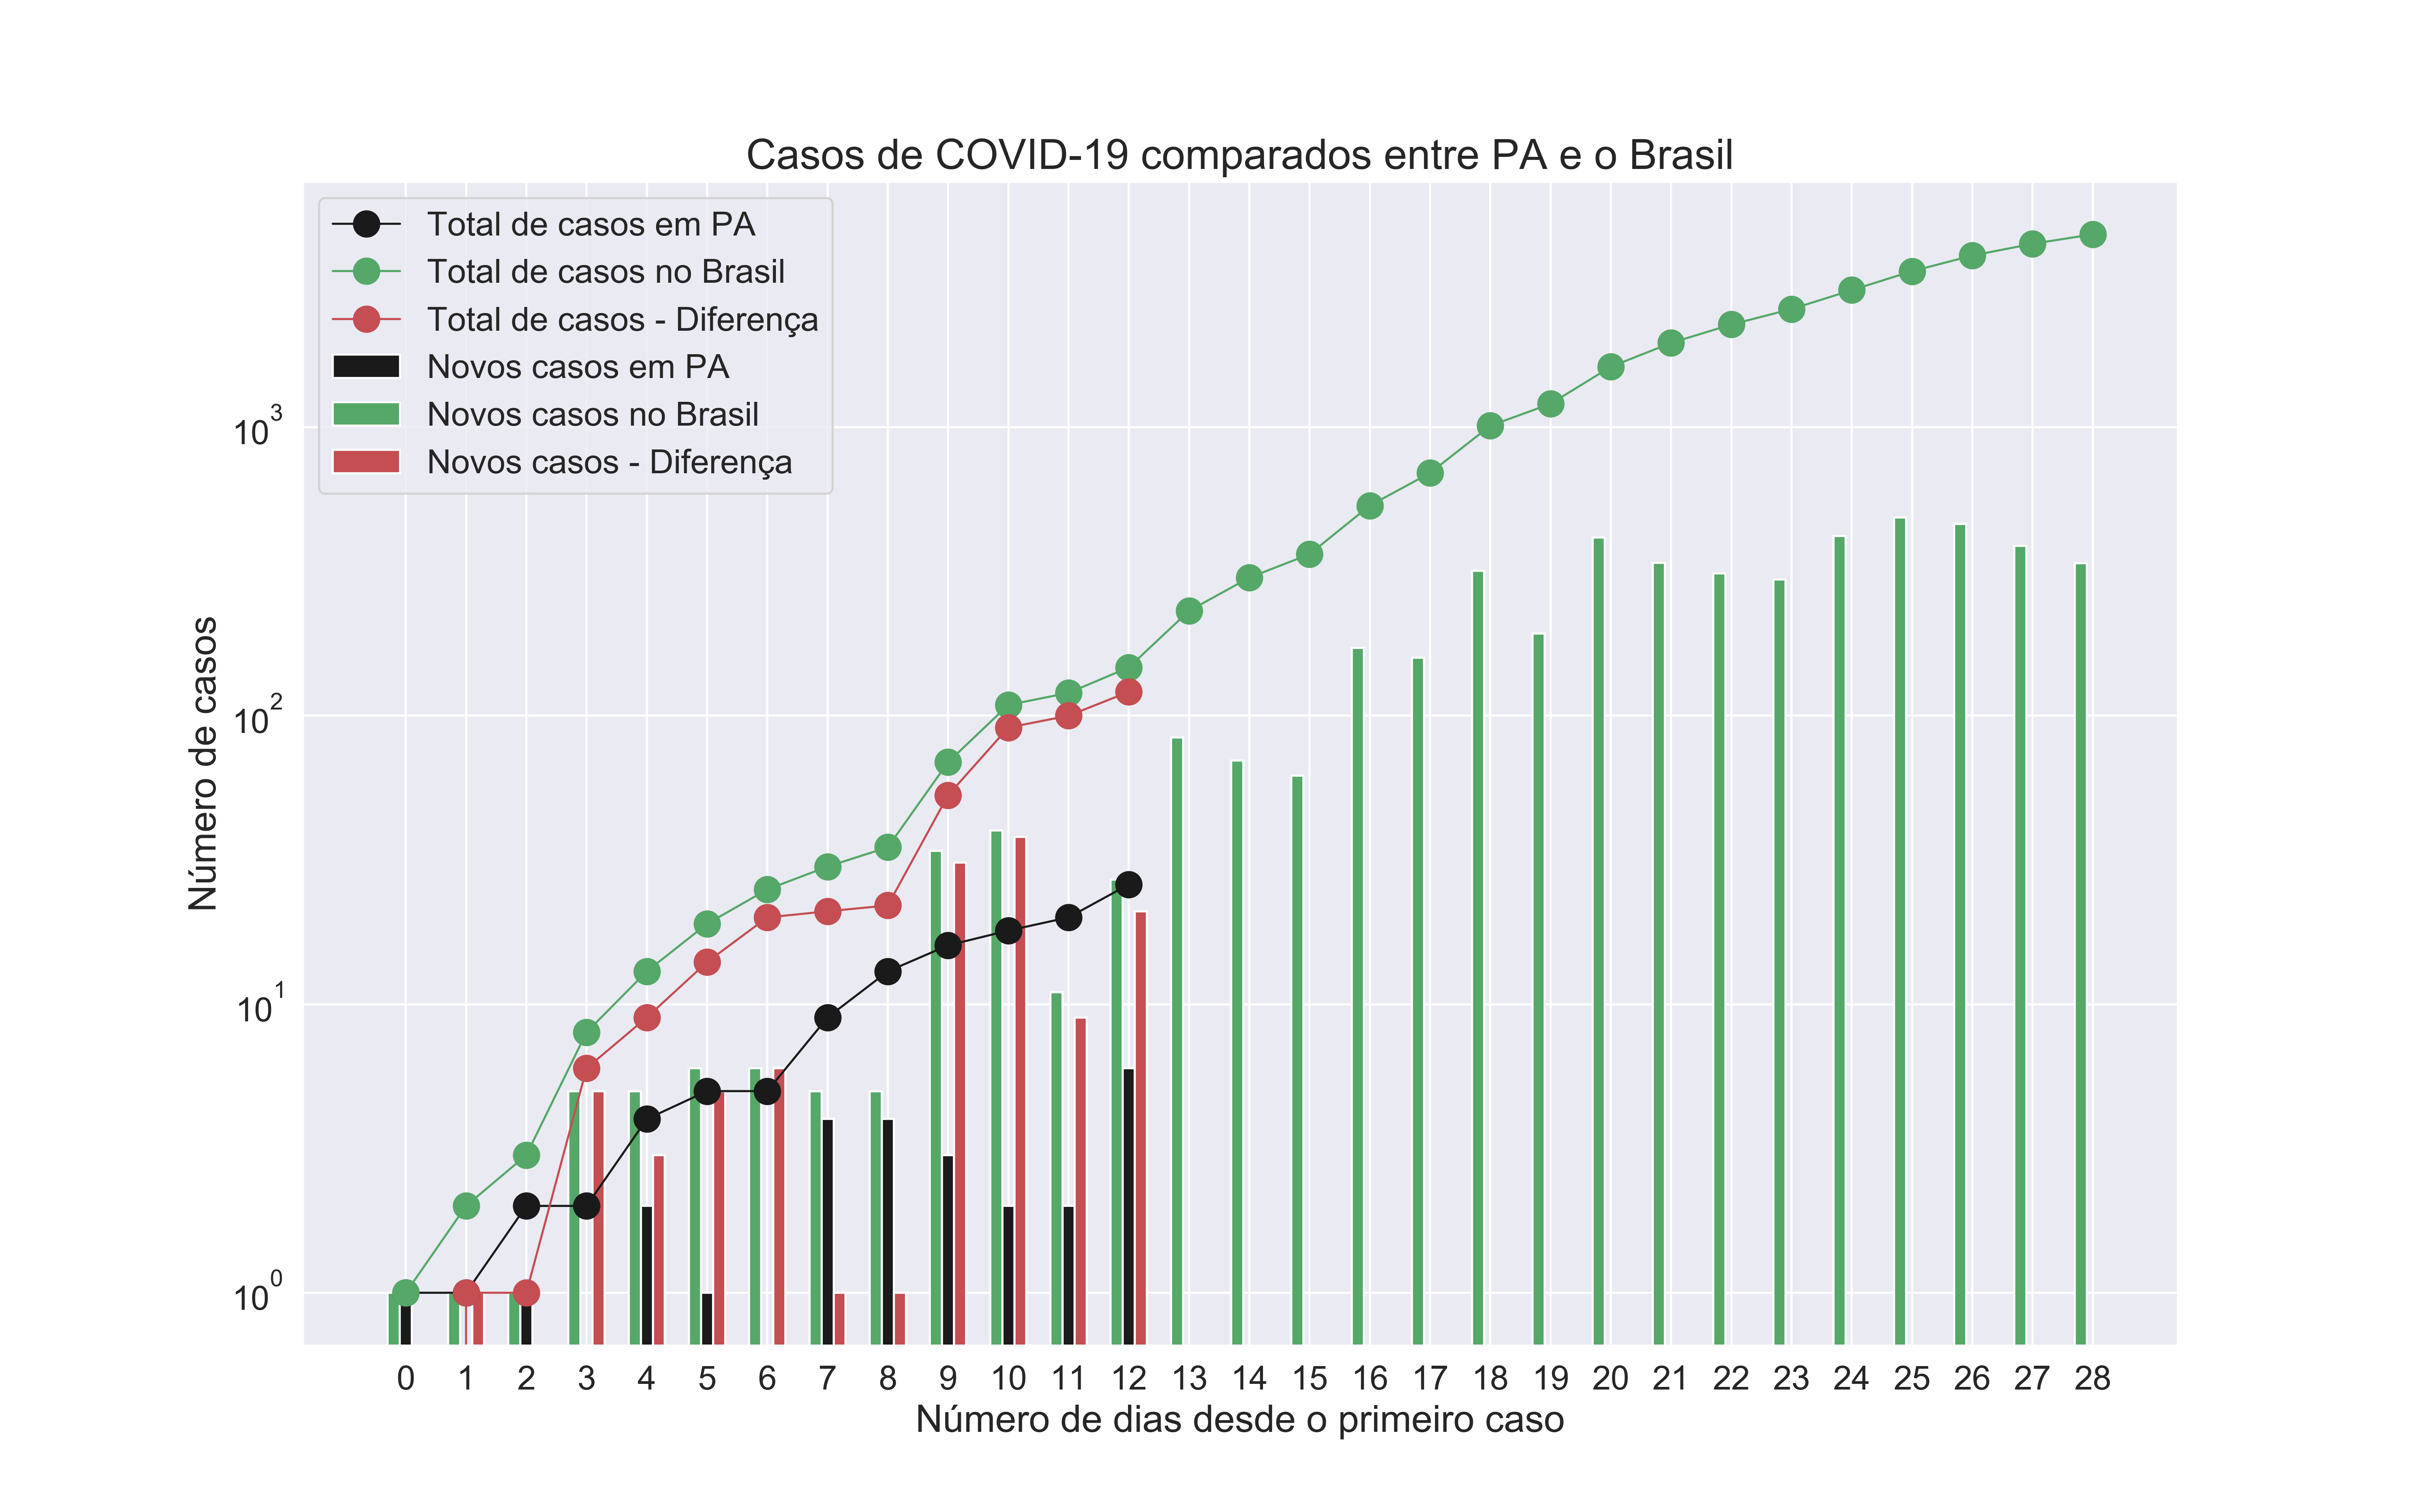 Casos de COVID-19 comparados entre PA e o Brasil
Total de casos em PA
Total de casos no Brasil
Total de casos - Diferença
Novos casos em PA
Novos casos no Brasil
Novos casos - Diferença
Número de casos
10³
10²
10¹
10⁰
0 1 2 3 4 5 6 7 8 9 10 11 12 13 14 15 16 17 18 19 20 21 22 23 24 25 26 27 28
Número de dias desde o primeiro caso